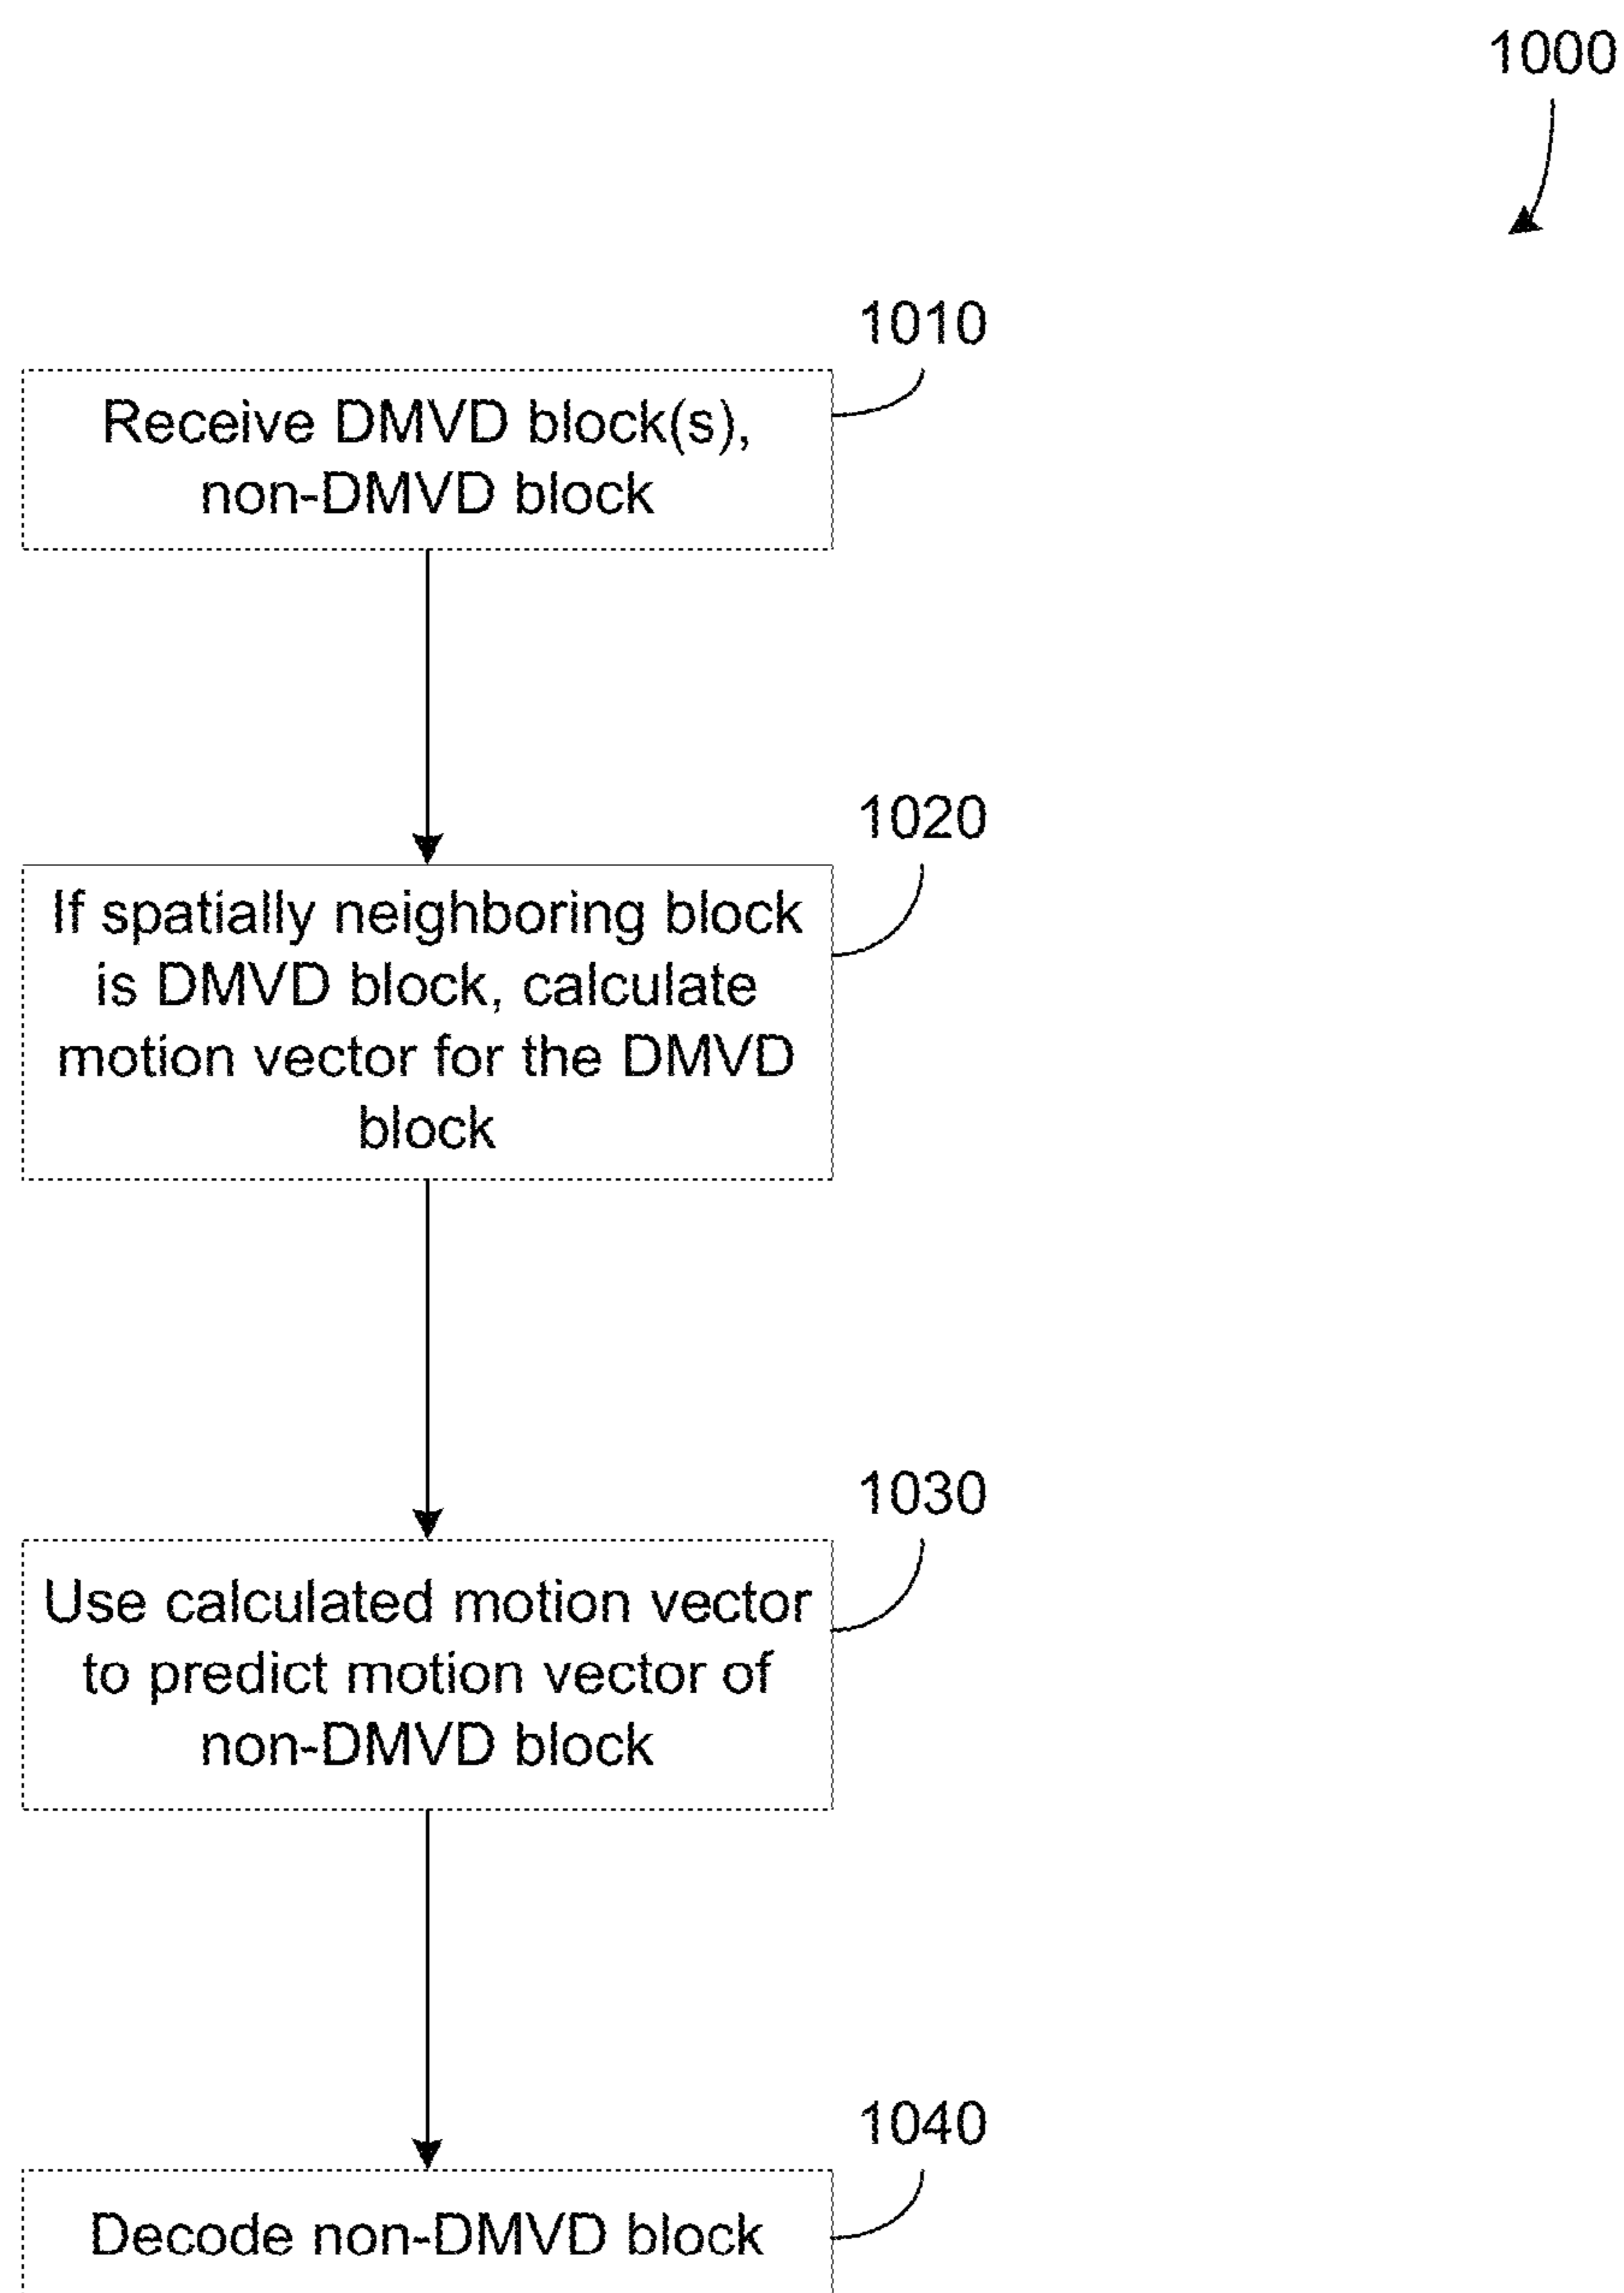 1000
1010
Receive DMVD block(s),
non-DMVD block
1020
If spatially neighboring block
is DMVD block, calculate
motion vector for the DMVD
block
1030
Use calculated motion vector
to predict motion vector of
non-DMVD block
1040
Decode non-DMVD block